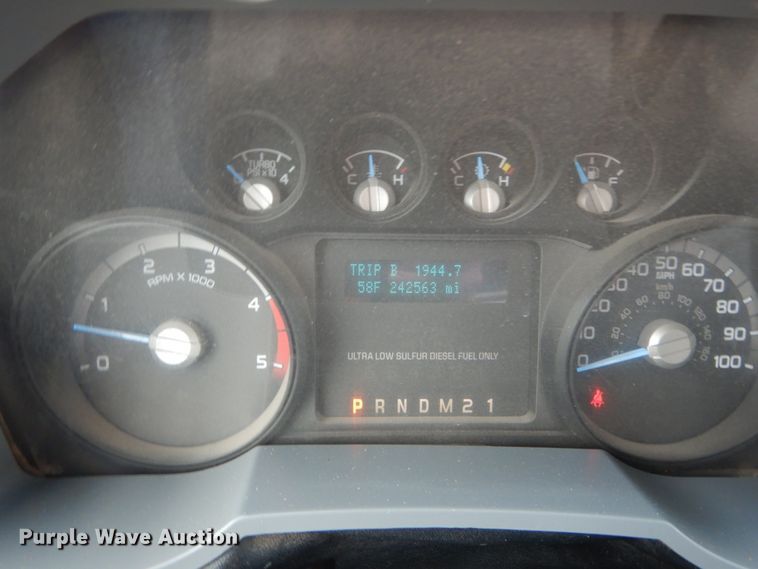 TURBO
PSI X 10
4
C H
C H
F
TRIP B 1944.7
58F 242563 mi
ULTRA LOW SULFUR DIESEL FUEL ONLY
P R N D M 2 1
0 1 2 3 4 5
RPM X 1000
0 30 40 50 60 70 80 90 100
MPH
km/h
Purple Wave Auction®